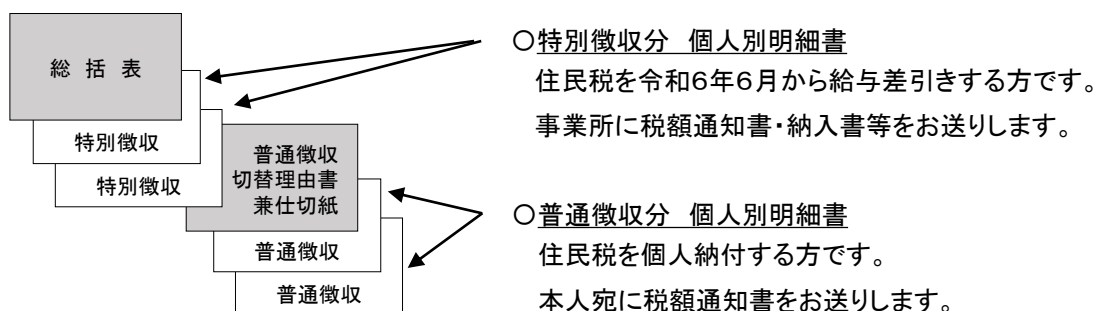 総 括 表
特別徴収
特別徴収
普通徴収
切替理由書
兼仕切紙
普通徴収
普通徴収
○特別徴収分　個人別明細書
住民税を令和６年６月から給与差引きする方です。
事業所に税額通知書・納入書等をお送りします。
○普通徴収分　個人別明細書
住民税を個人納付する方です。
本人宛に税額通知書をお送りします。